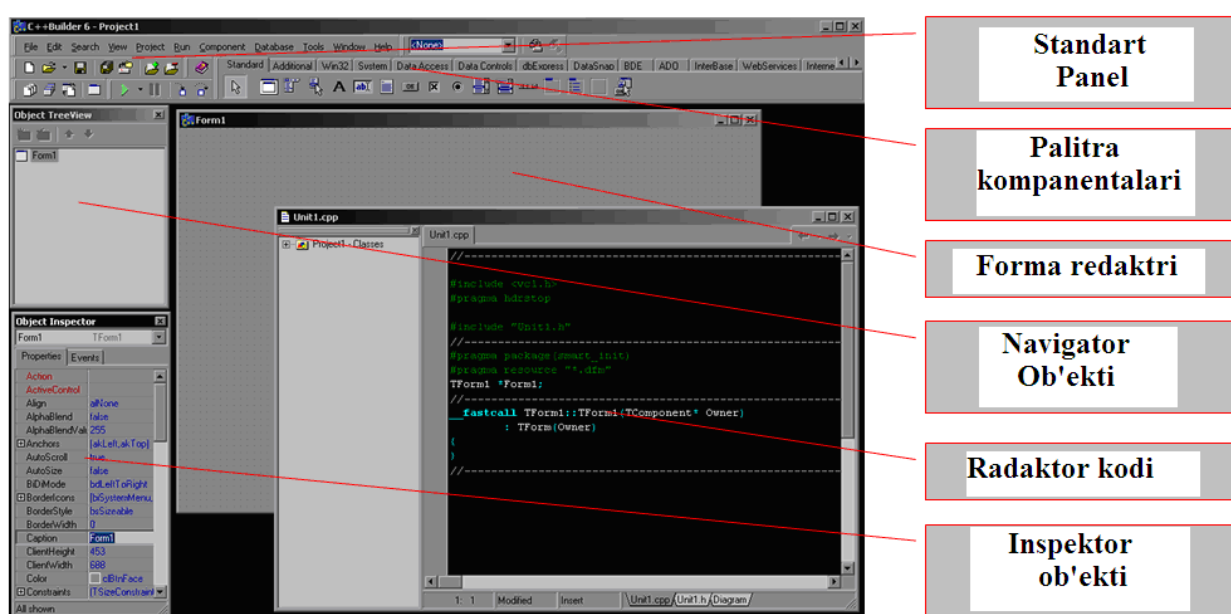 C++Builder 6 - Project1
File Edit Search View Project Run Component Database Tools Window Help <None>
Standard Additional Win32 System Data Access Data Controls dbExpress DataSnap BDE ADO InterBase WebServices Interne
Object TreeView
Form1
Form1
Unit1.cpp
Project1 - Classes
Unit1.cpp
//----------------------------------------------------
#include <vcl.h>
#pragma hdrstop
#include "Unit1.h"
//----------------------------------------------------
#pragma package(smart_init)
#pragma resource "*.dfm"
TForm1 *Form1;
//----------------------------------------------------
__fastcall TForm1::TForm1(TComponent* Owner)
: TForm(Owner)
{
}
//----------------------------------------------------
1: 1 Modified Insert Unit1.cpp Unit1.h Diagram
Object Inspector
Form1 TForm1
Properties Events
Action
ActiveControl
Align alNone
AlphaBlend false
AlphaBlendVal 255
Anchors [akLeft,akTop]
AutoScroll true
AutoSize false
BiDiMode bdLeftToRight
BorderIcons [biSystemMenu,
BorderStyle bsSizeable
BorderWidth 0
Caption Form1
ClientHeight 453
ClientWidth 688
Color clBtnFace
Constraints (TSizeConstraint
All shown
Standart
Panel
Palitra
kompanentalari
Forma redaktri
Navigator
Ob'ekti
Radaktor kodi
Inspektor
ob'ekti